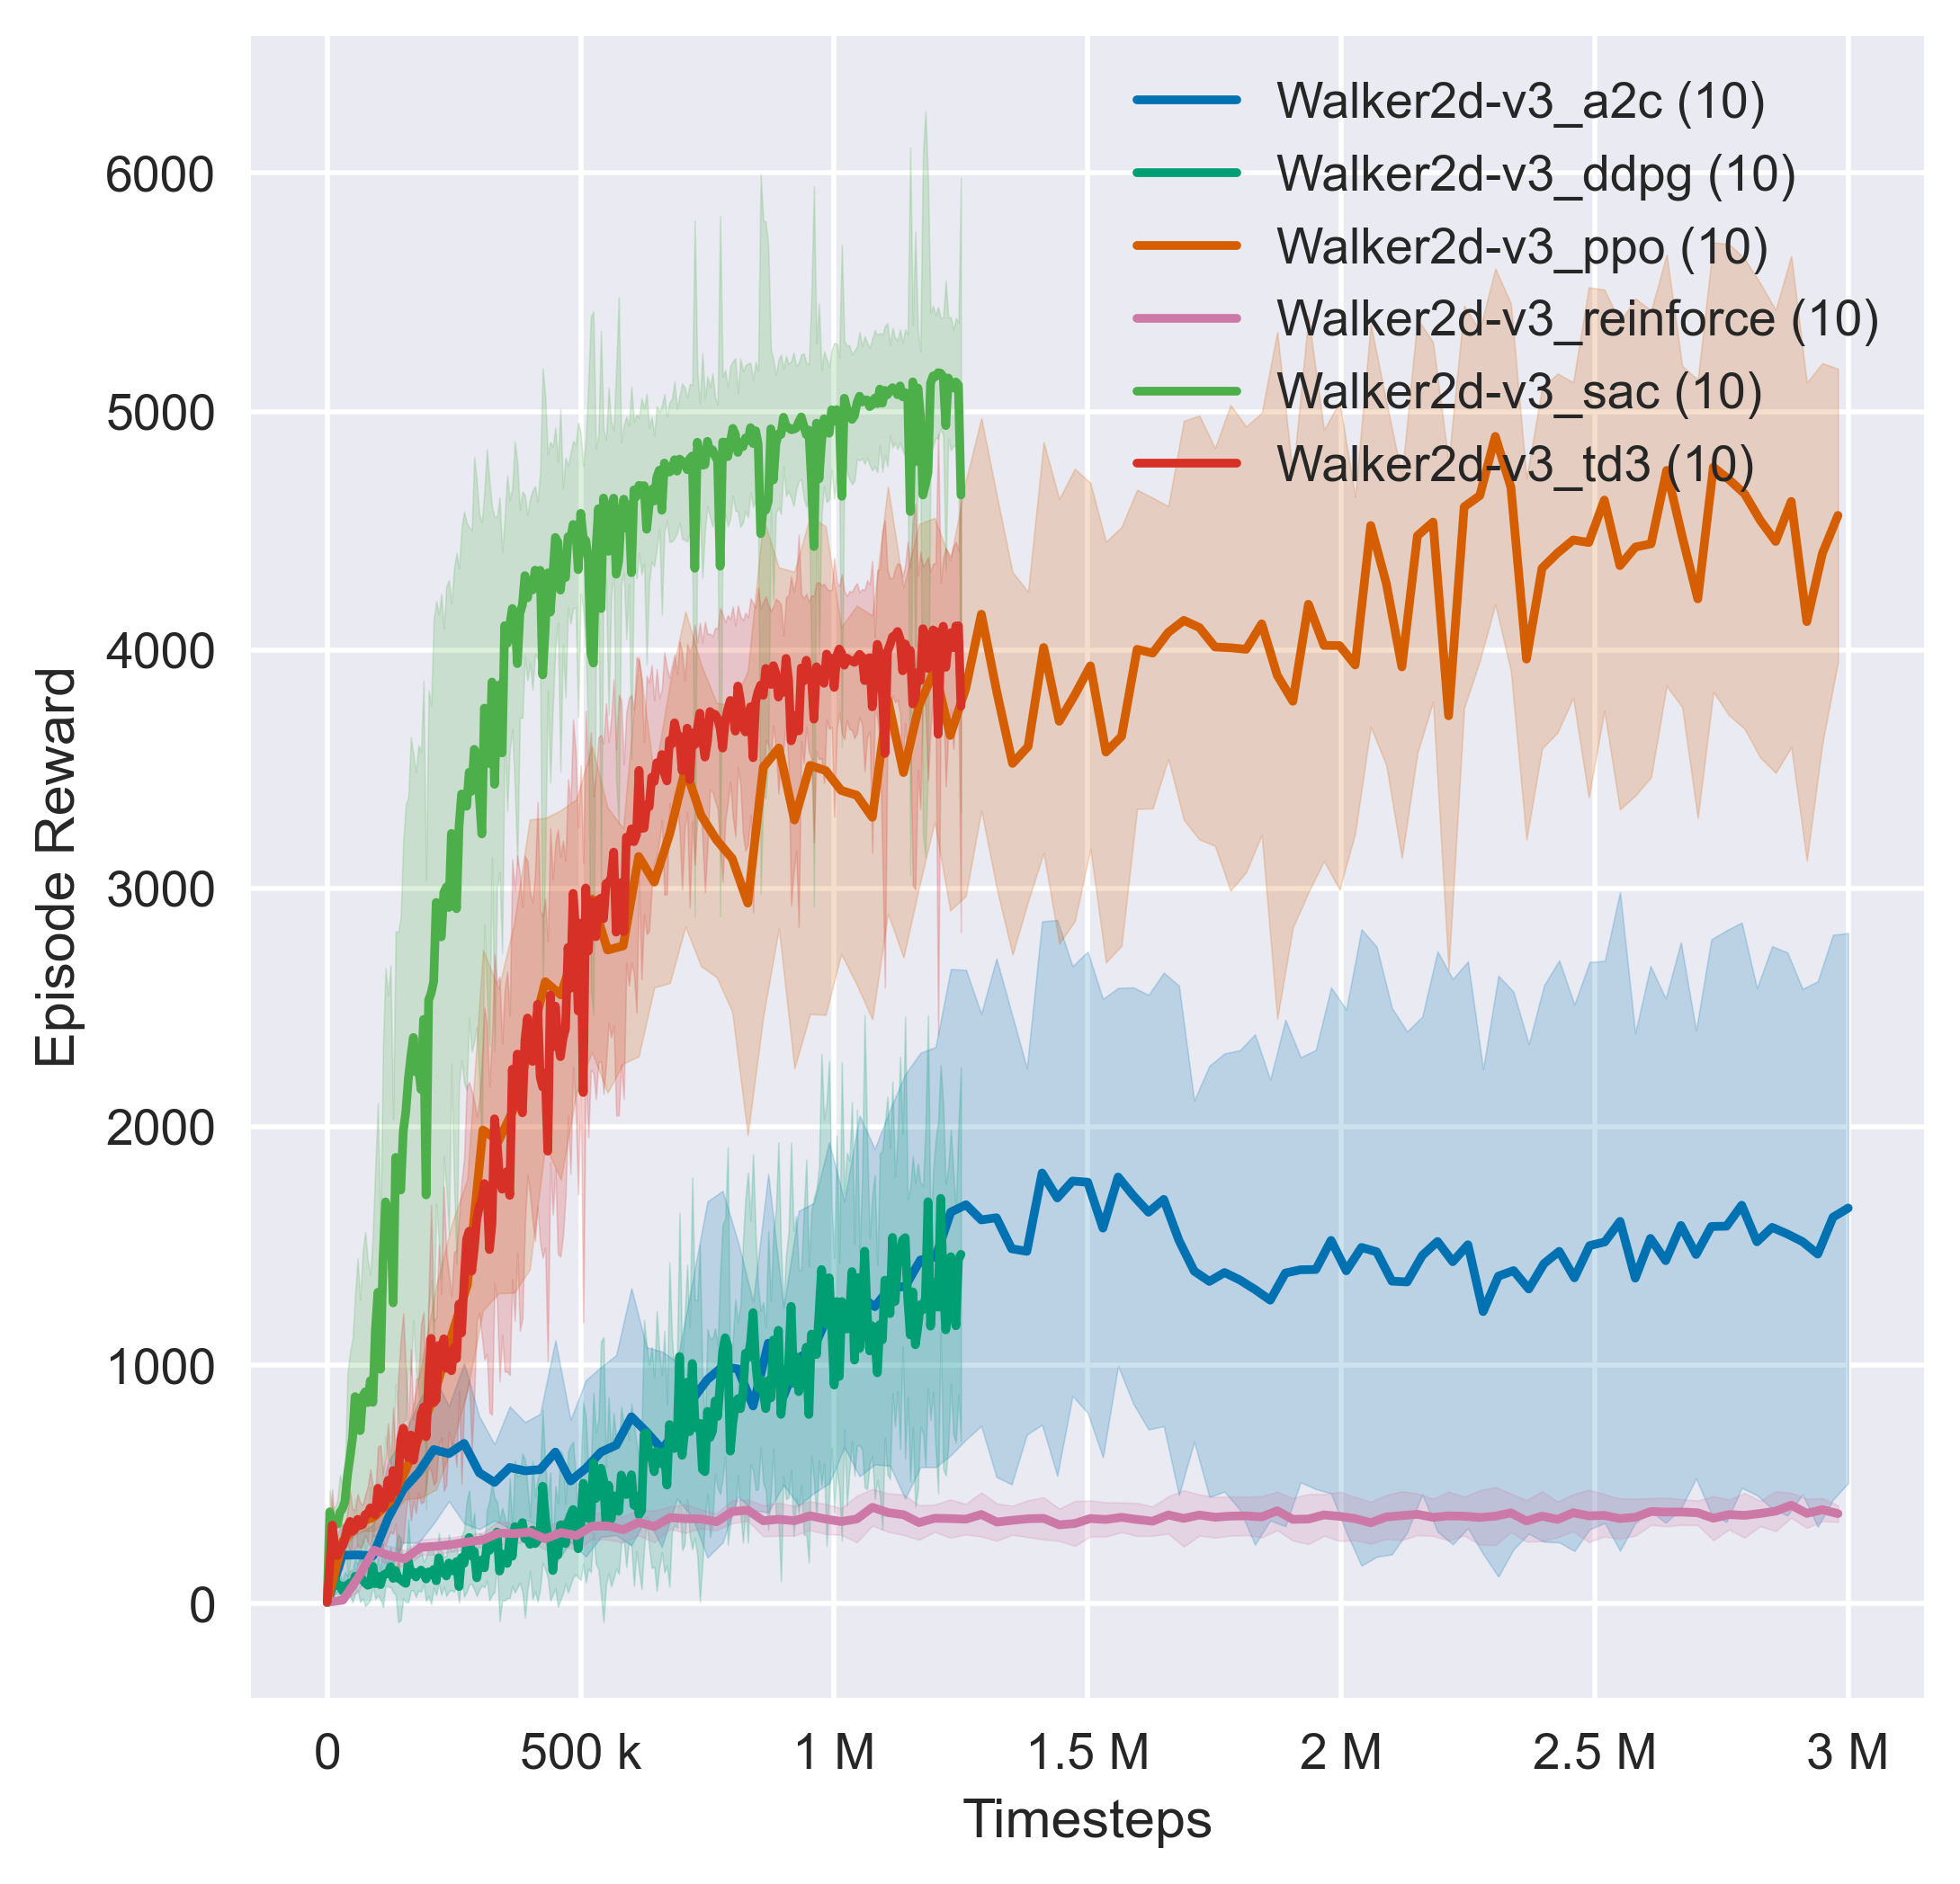 Walker2d-v3_a2c (10)
Walker2d-v3_ddpg (10)
Walker2d-v3_ppo (10)
Walker2d-v3_reinforce (10)
Walker2d-v3_sac (10)
Walker2d-v3_td3 (10)
6000
5000
4000
3000
2000
1000
0
Episode Reward
0
500 k
1 M
1.5 M
2 M
2.5 M
3 M
Timesteps